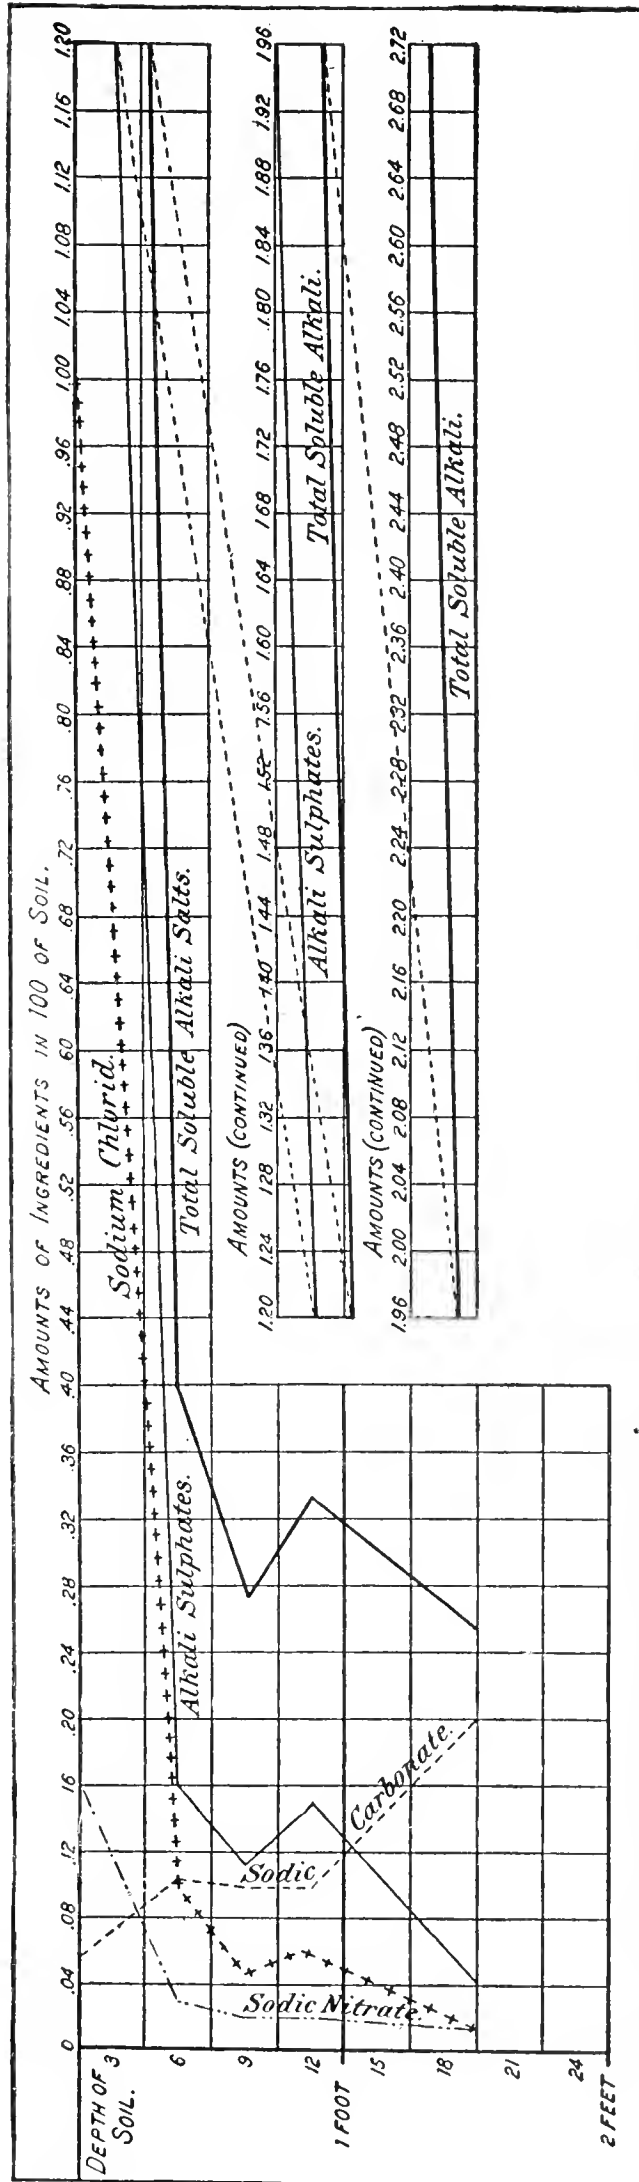 AMOUNTS OF INGREDIENTS IN 100 OF SOIL.
0 .04 .08 .12 .16 .20 .24 .28 .32 .36 .40 .44 .48 .52 .56 .60 .64 .68 .72 .76 .80 .84 .88 .92 .96 1.00 1.04 1.08 1.12 1.16 1.20
DEPTH OF
SOIL.
3
6
9
12
1 FOOT
15
18
21
24
2 FEET
Sodium Chlorid.
Alkali Sulphates.
Total Soluble Alkali Salts.
Sodic Carbonate.
Sodic Nitrate.
AMOUNTS (CONTINUED)
1.20 1.24 1.28 1.32 1.36 1.40 1.44 1.48 1.52 1.56 1.60 1.64 1.68 1.72 1.76 1.80 1.84 1.88 1.92 1.96
Alkali Sulphates.
Total Soluble Alkali.
AMOUNTS (CONTINUED)
1.96 2.00 2.04 2.08 2.12 2.16 2.20 2.24 2.28 2.32 2.36 2.40 2.44 2.48 2.52 2.56 2.60 2.64 2.68 2.72
Total Soluble Alkali.